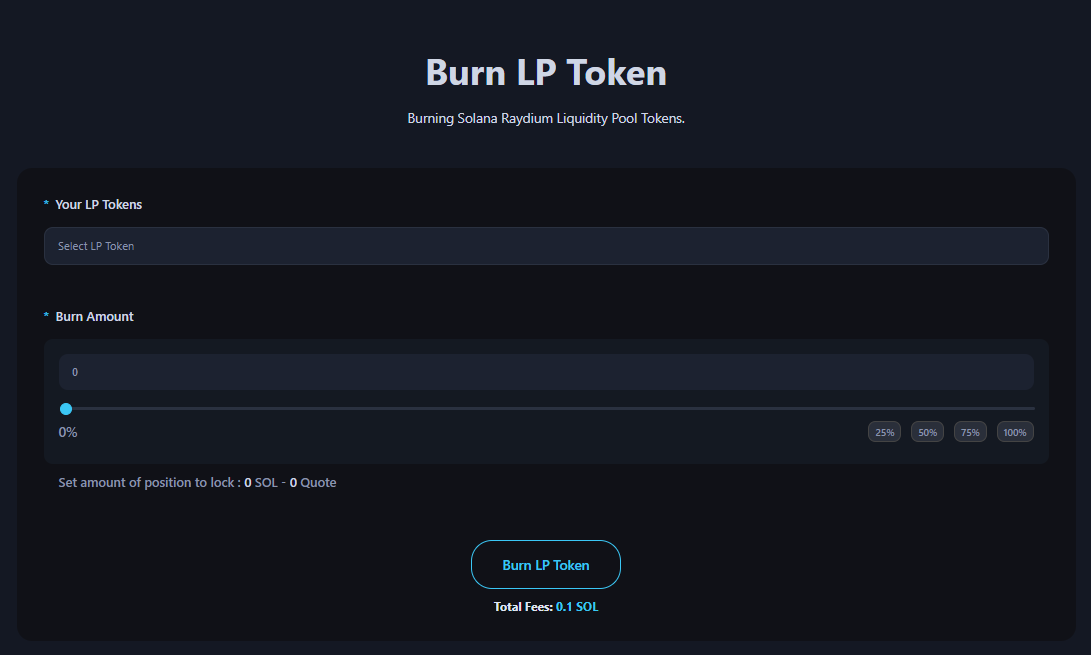 Burn LP Token
Burning Solana Raydium Liquidity Pool Tokens.
* Your LP Tokens
Select LP Token
* Burn Amount
0
0% 25% 50% 75% 100%
Set amount of position to lock : 0 SOL - 0 Quote
Burn LP Token
Total Fees: 0.1 SOL